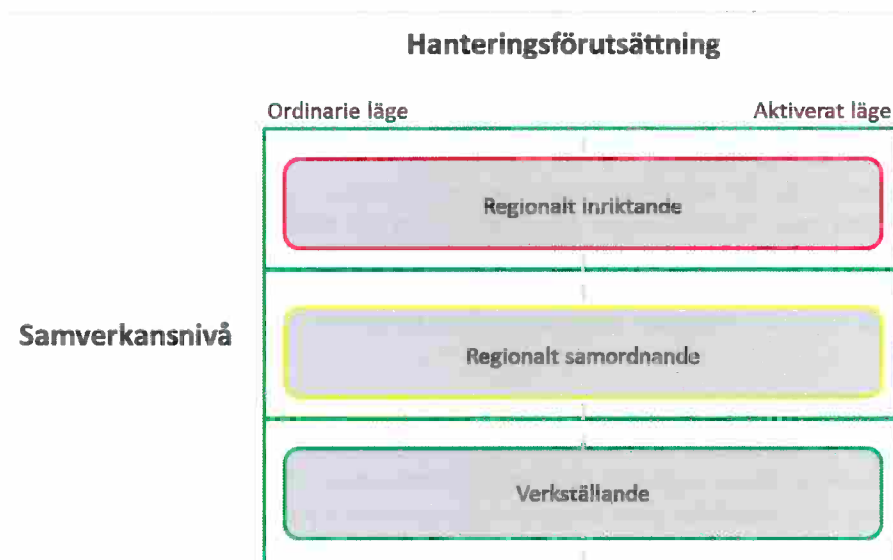 Hanteringsförutsättning
Ordinarie läge
Aktiverat läge
Regionalt inriktande
Samverkansnivå
Regionalt samordnande
Verkställande